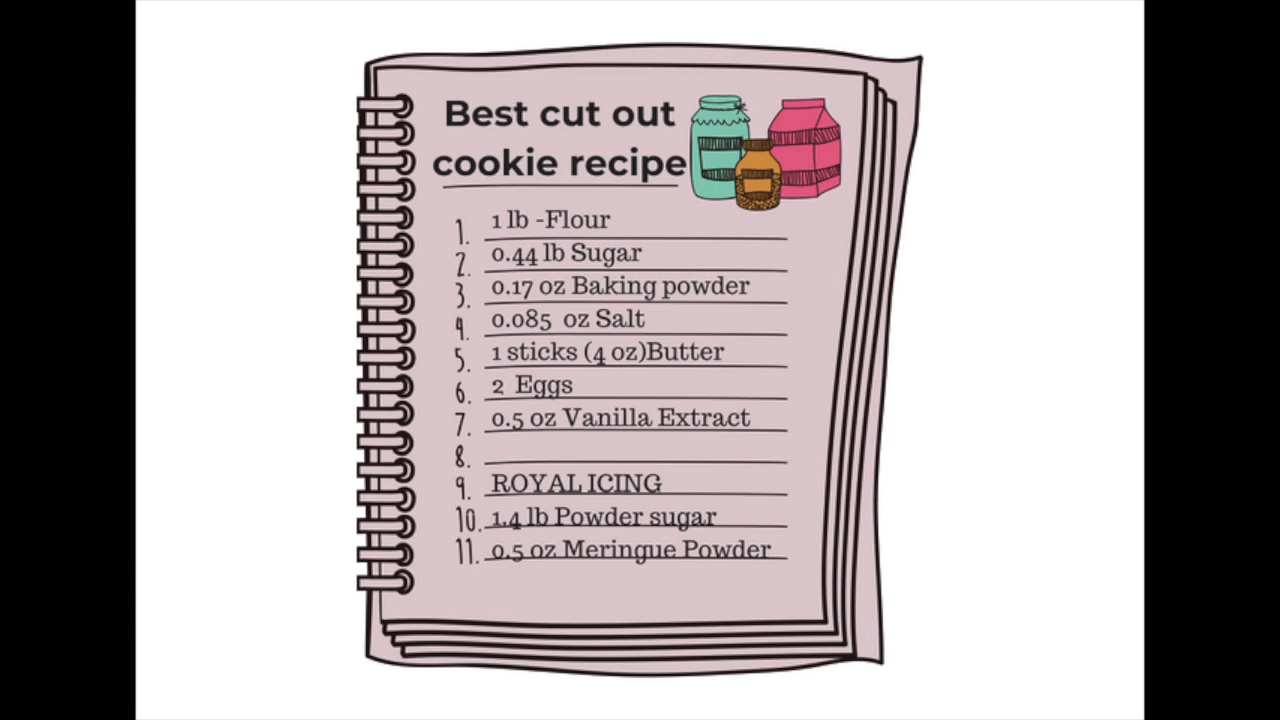 Best cut out
cookie recipe
1. 1 lb -Flour
2. 0.44 lb Sugar
3. 0.17 oz Baking powder
4. 0.085 oz Salt
5. 1 sticks (4 oz)Butter
6. 2 Eggs
7. 0.5 oz Vanilla Extract
8.
9. ROYAL ICING
10. 1.4 lb Powder sugar
11. 0.5 oz Meringue Powder